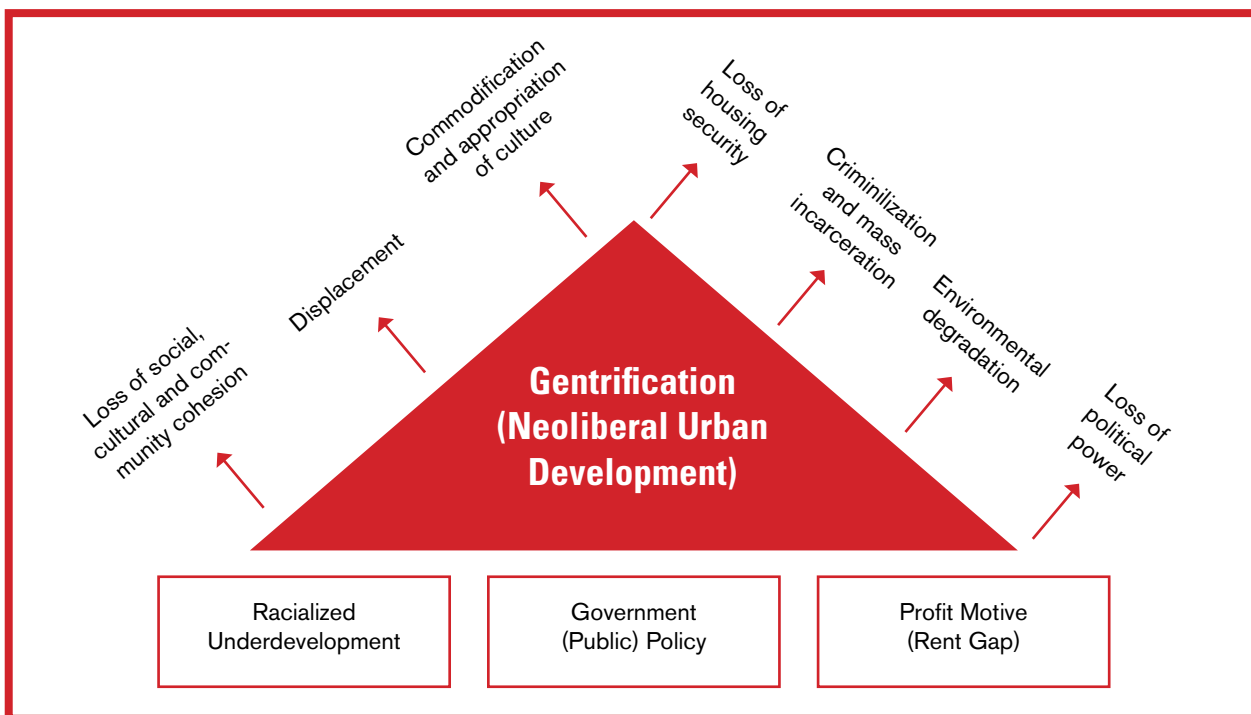 Loss of social,
cultural and com-
munity cohesion
Displacement
Commodification
and appropriation
of culture
Loss of
housing
security
Criminilization
and mass
incarceration
Environmental
degradation
Loss of
political
power
Gentrification
(Neoliberal Urban
Development)
Racialized
Underdevelopment
Government
(Public) Policy
Profit Motive
(Rent Gap)